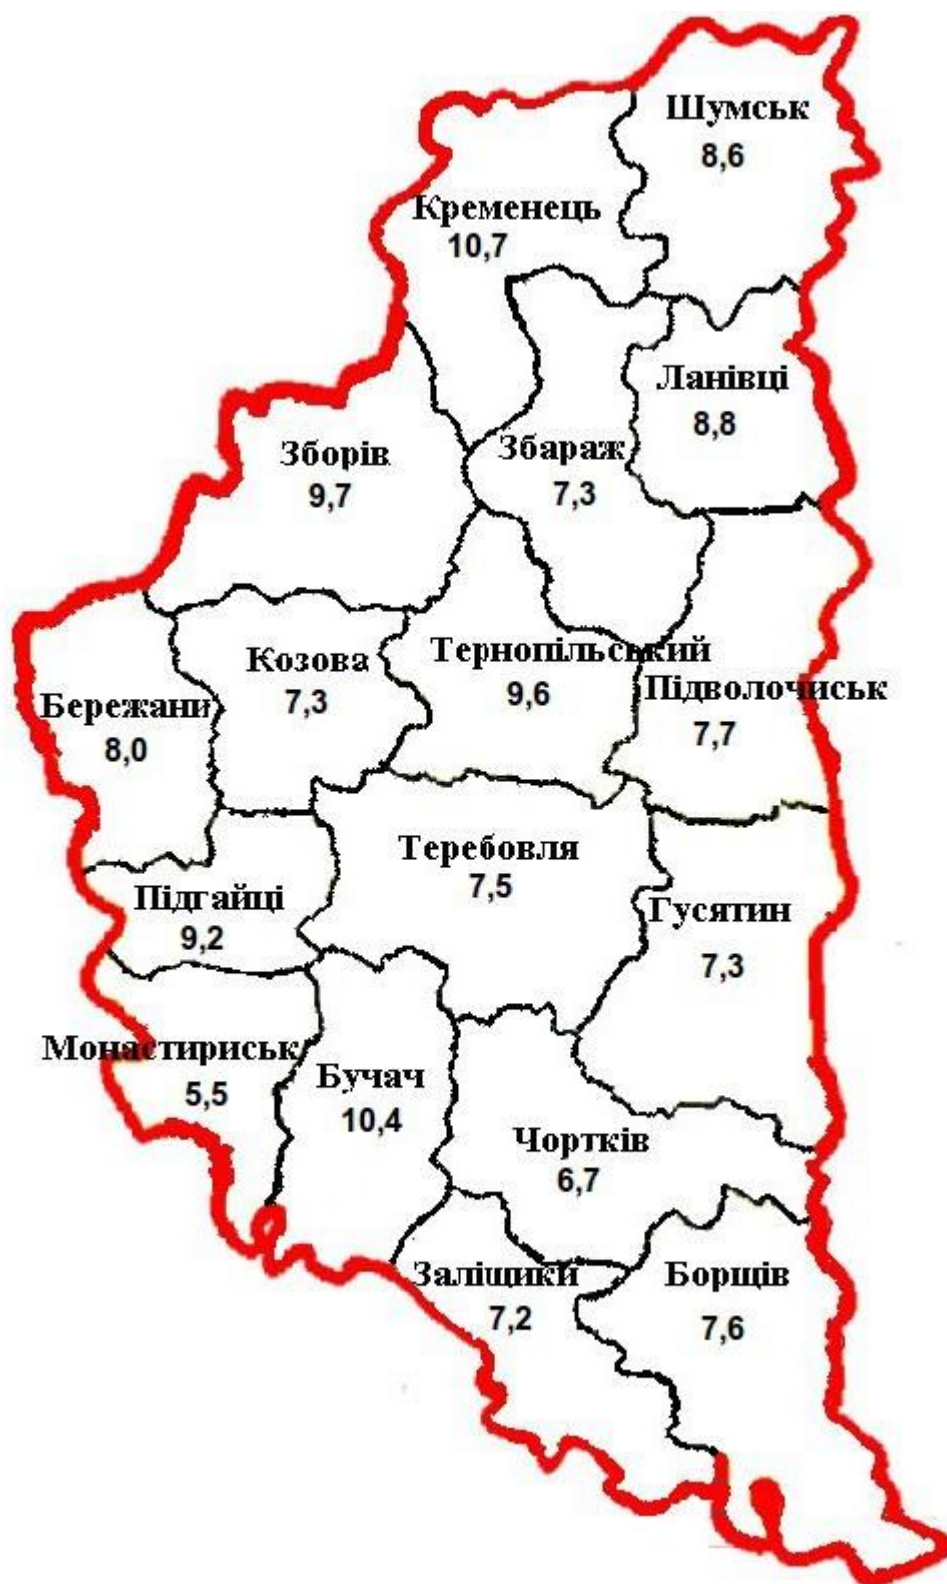 Шумськ
8,6
Кременець
10,7
Ланівці
8,8
Збараж
7,3
Зборів
9,7
Тернопільський
9,6
Козова
7,3
Підволочиськ
7,7
Бережани
8,0
Теребовля
7,5
Підгайці
9,2
Гусятин
7,3
Монастириськ
5,5
Бучач
10,4
Чортків
6,7
Заліщики
7,2
Борщів
7,6